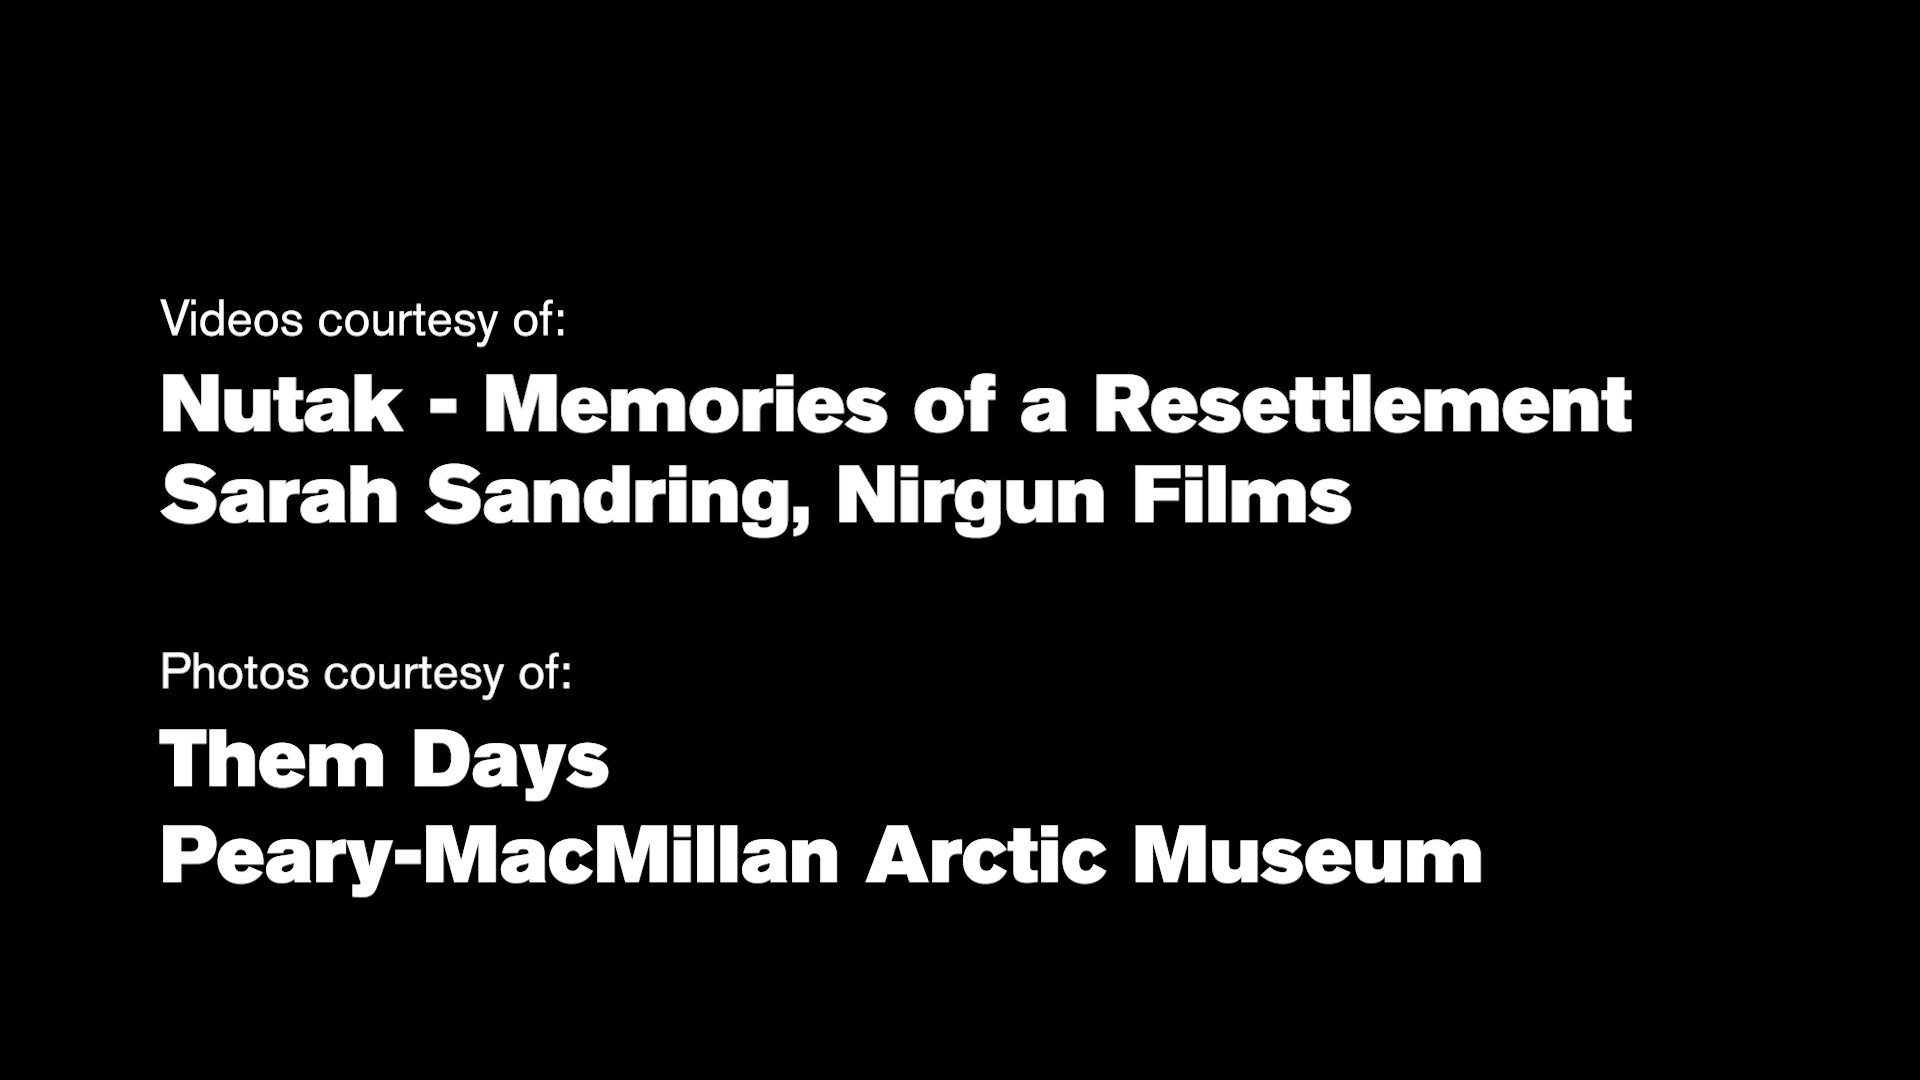 Videos courtesy of:
Nutak - Memories of a Resettlement
Sarah Sandring, Nirgun Films
Photos courtesy of:
Them Days
Peary-MacMillan Arctic Museum